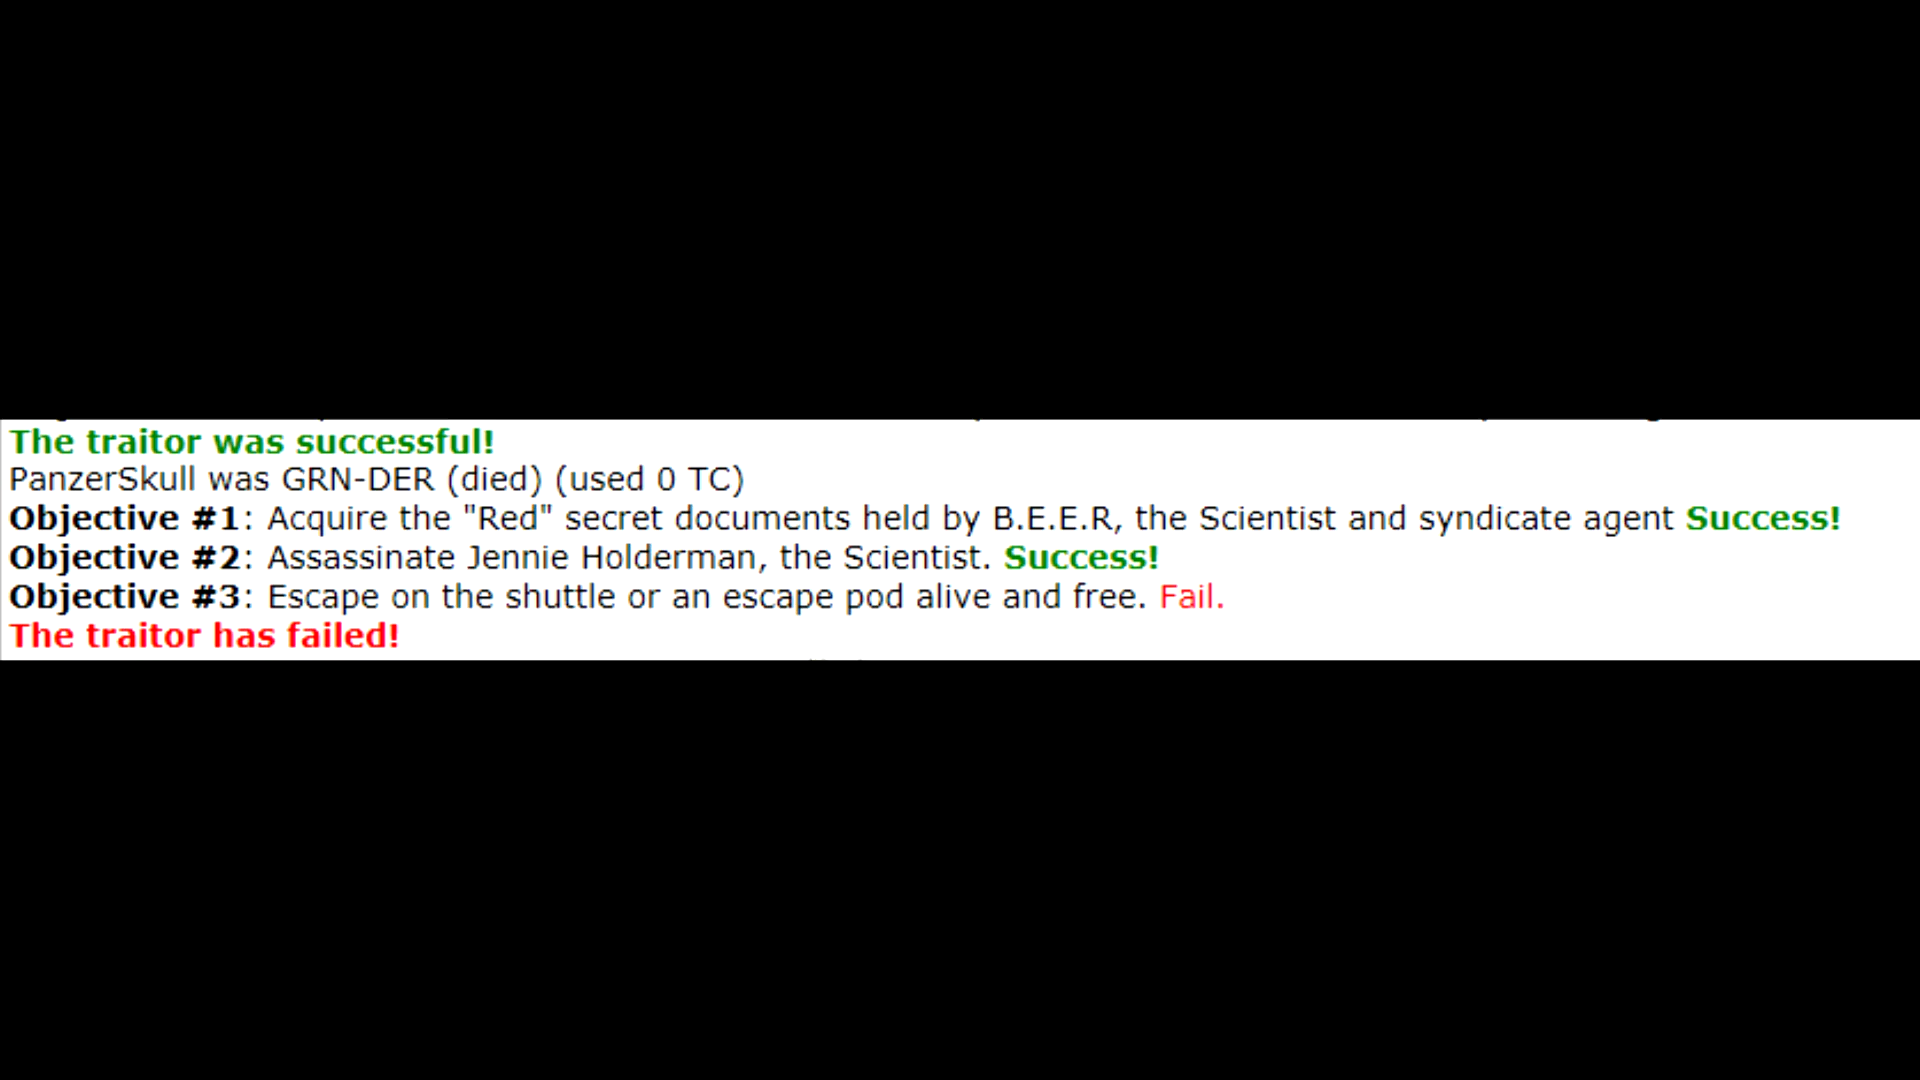 The traitor was successful!
PanzerSkull was GRN-DER (died) (used 0 TC)
Objective #1: Acquire the "Red" secret documents held by B.E.E.R, the Scientist and syndicate agent Success!
Objective #2: Assassinate Jennie Holderman, the Scientist. Success!
Objective #3: Escape on the shuttle or an escape pod alive and free. Fail.
The traitor has failed!